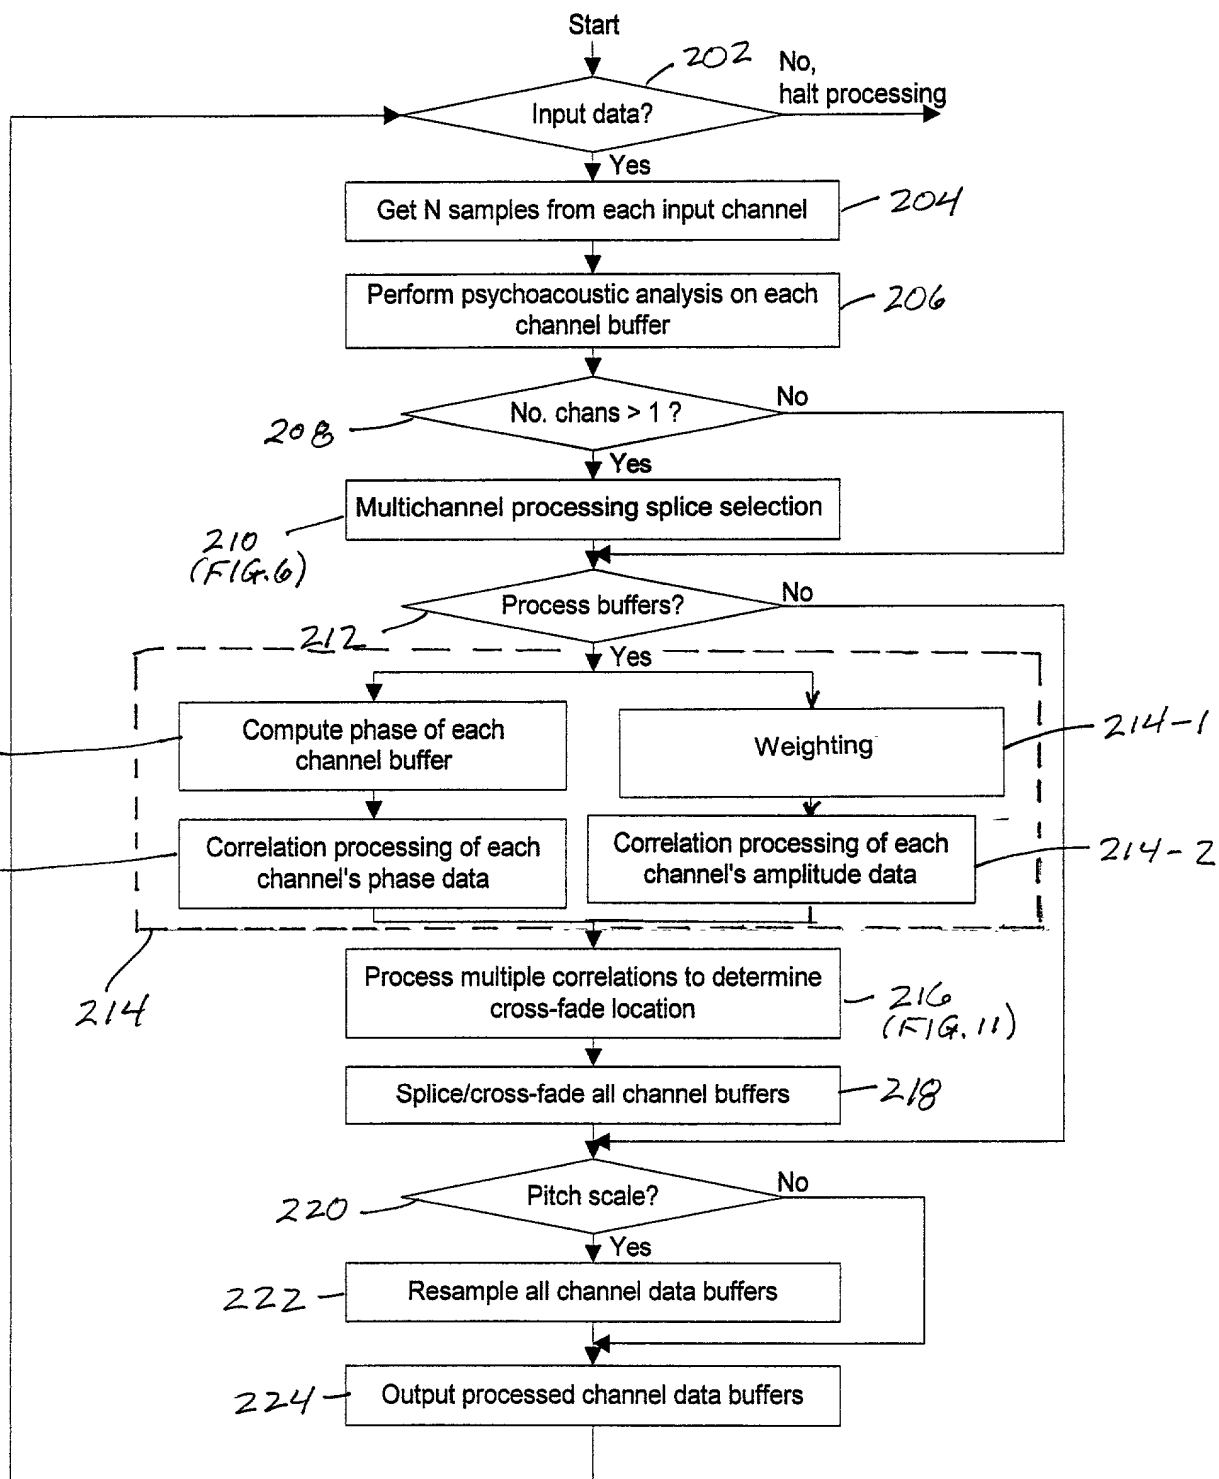 Start
202
No,
halt processing
Input data?
Yes
Get N samples from each input channel
204
Perform psychoacoustic analysis on each
channel buffer
206
No. chans > 1 ?
No
208
Yes
Multichannel processing splice selection
210
(FIG.6)
Process buffers?
No
212
Yes
Compute phase of each
channel buffer
Weighting
214-1
Correlation processing of each
channel's phase data
Correlation processing of each
channel's amplitude data
214-2
214
Process multiple correlations to determine
cross-fade location
216
(FIG. 11)
Splice/cross-fade all channel buffers
218
Pitch scale?
No
220
Yes
Resample all channel data buffers
222
Output processed channel data buffers
224